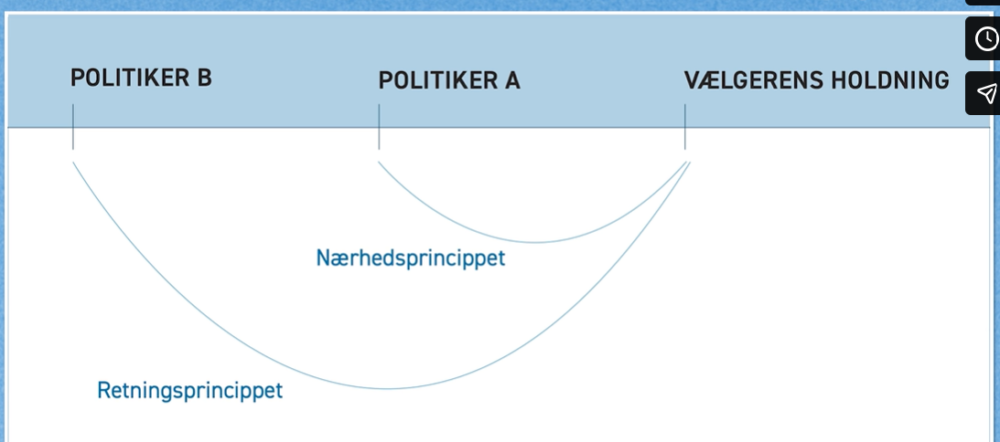 POLITIKER B
POLITIKER A
VÆLGERENS HOLDNING
Nærhedsprincippet
Retningsprincippet